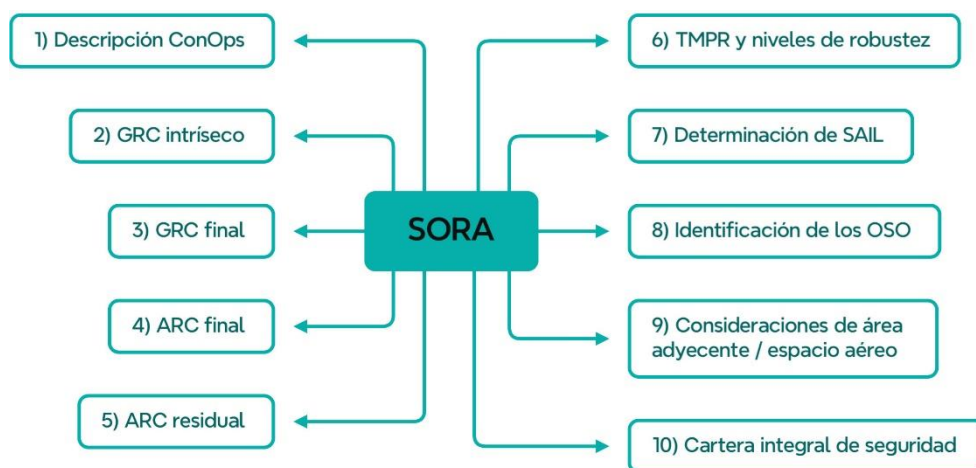 1) Descripción ConOps
2) GRC intríseco
3) GRC final
4) ARC final
5) ARC residual
SORA
6) TMPR y niveles de robustez
7) Determinación de SAIL
8) Identificación de los OSO
9) Consideraciones de área
adyecente / espacio aéreo
10) Cartera integral de seguridad